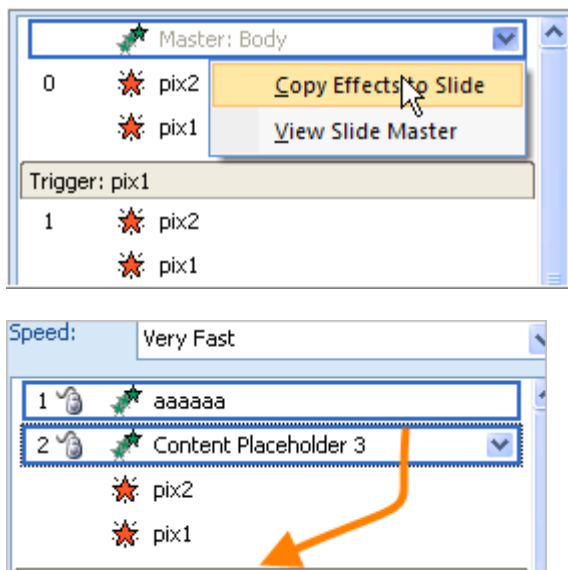 Master: Body
0 pix2
Copy Effects to Slide
pix1
View Slide Master
Trigger: pix1
1 pix2
pix1
Speed: Very Fast
1 aaaaaa
2 Content Placeholder 3
pix2
pix1